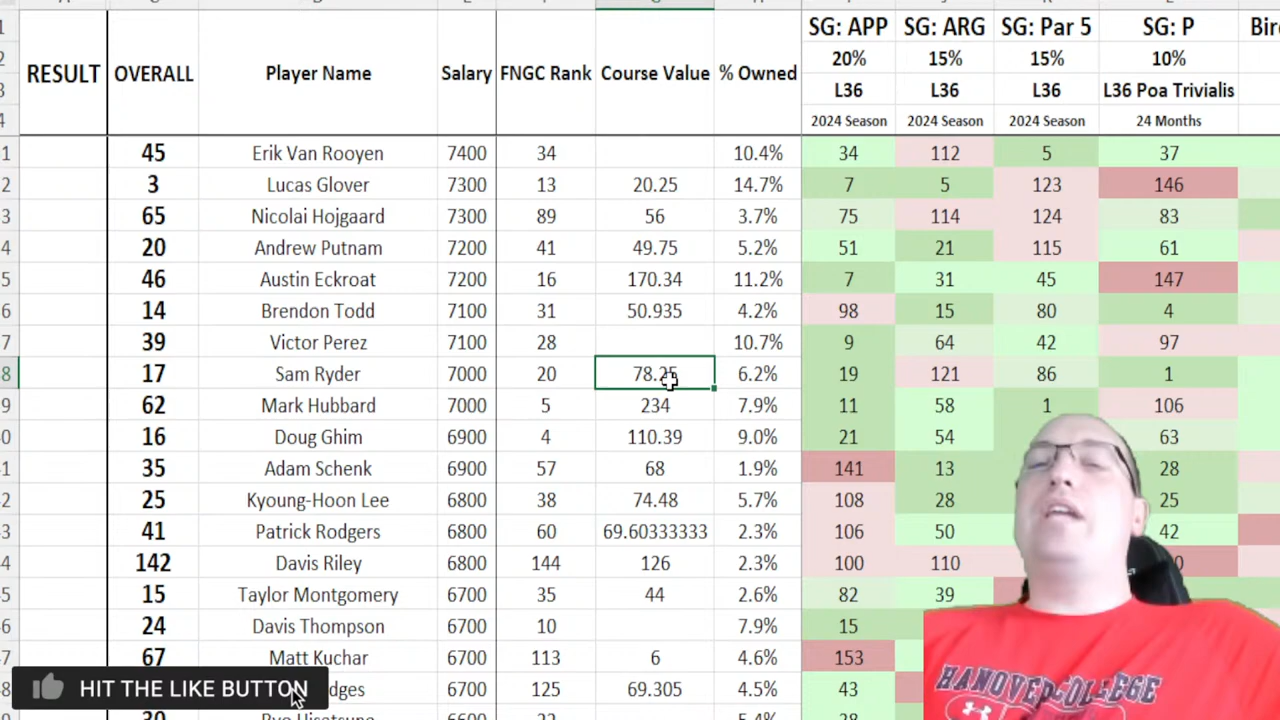 SG: APP SG: ARG SG: Par 5 SG: P
RESULT OVERALL Player Name Salary FNGC Rank Course Value % Owned 20% 15% 15% 10%
L36 L36 L36 L36 Poa Trivialis
2024 Season 2024 Season 2024 Season 24 Months
45 Erik Van Rooyen 7400 34 10.4% 34 112 5 37
3 Lucas Glover 7300 13 20.25 14.7% 7 5 123 146
65 Nicolai Hojgaard 7300 89 56 3.7% 75 114 124 83
20 Andrew Putnam 7200 41 49.75 5.2% 51 21 115 61
46 Austin Eckroat 7200 16 170.34 11.2% 7 31 45 147
14 Brendon Todd 7100 31 50.935 4.2% 98 15 80 4
39 Victor Perez 7100 28 10.7% 9 64 42 97
17 Sam Ryder 7000 20 78.25 6.2% 19 121 86 1
62 Mark Hubbard 7000 5 234 7.9% 11 58 1 106
16 Doug Ghim 6900 4 110.39 9.0% 21 54 63
35 Adam Schenk 6900 57 68 1.9% 141 13 28
25 Kyoung-Hoon Lee 6800 38 74.48 5.7% 108 28 25
41 Patrick Rodgers 6800 60 69.60333333 2.3% 106 50 42
142 Davis Riley 6800 144 126 2.3% 100 110
15 Taylor Montgomery 6700 35 44 2.6% 82 39
24 Davis Thompson 6700 10 7.9% 15
67 Matt Kuchar 6700 113 6 4.6% 153
6700 125 69.305 4.5% 43
HIT THE LIKE BUTTON
HANOVER COLLEGE